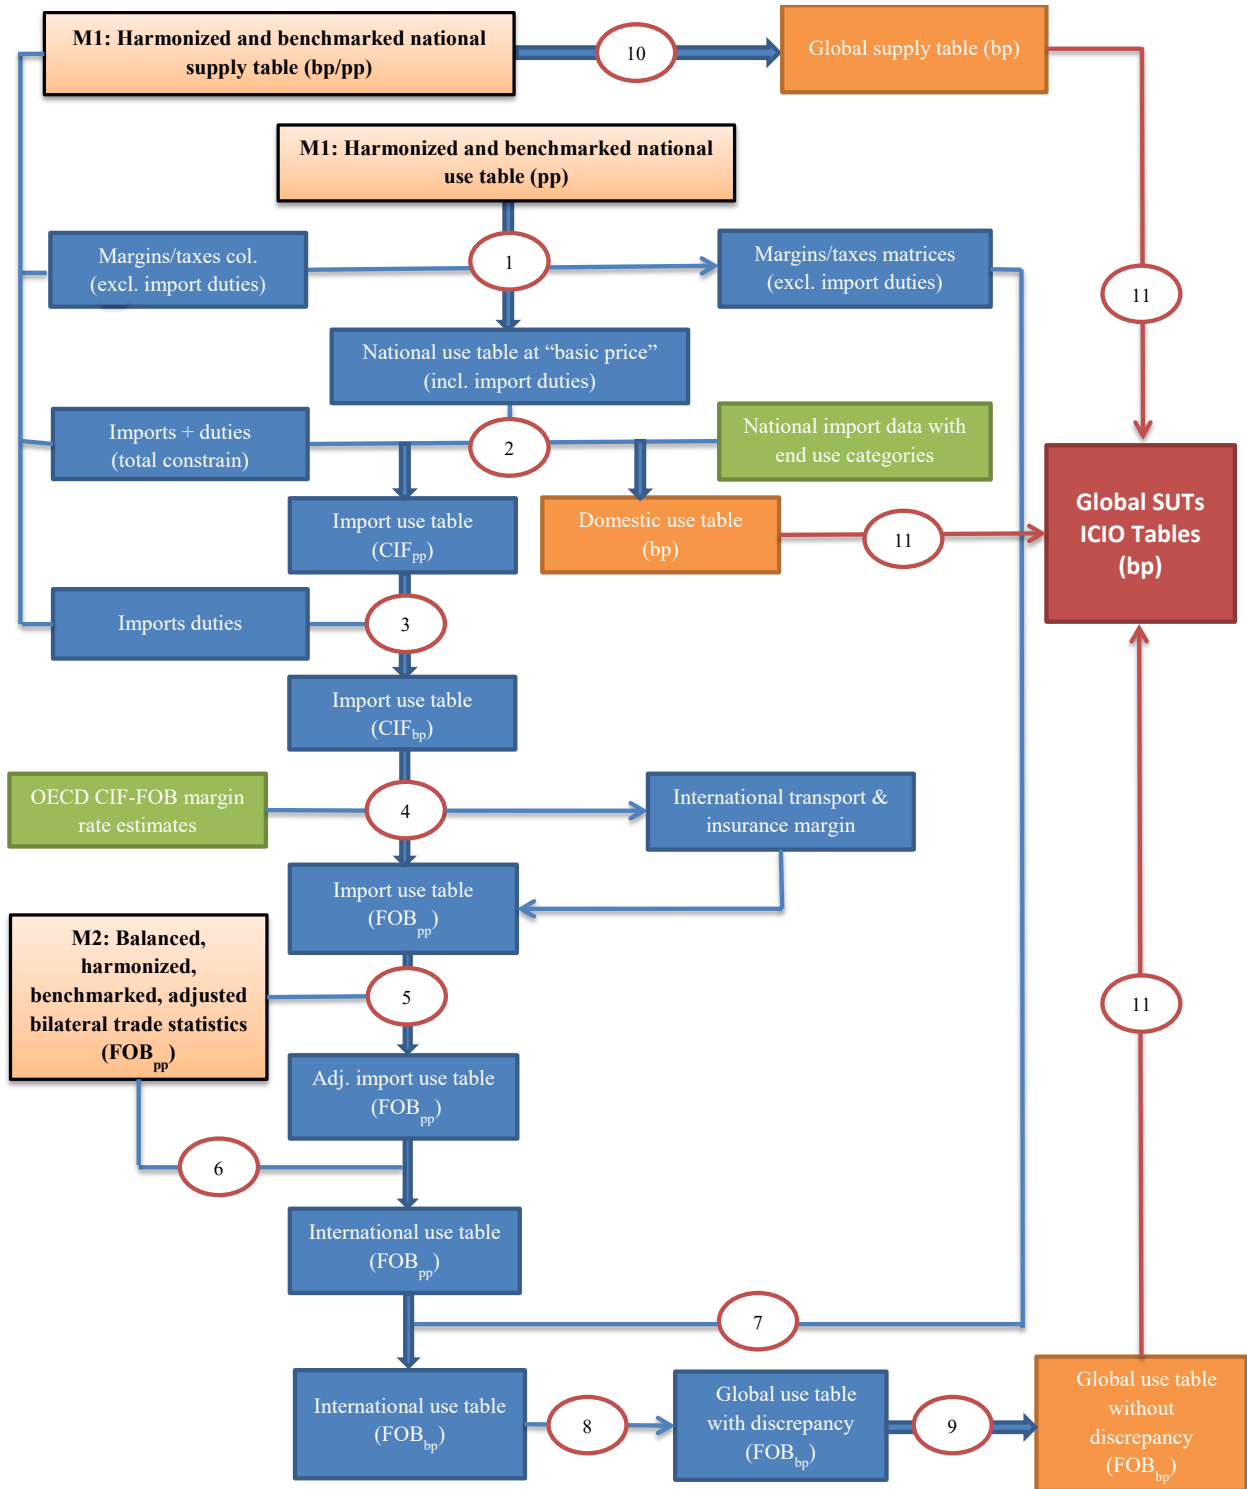 M1: Harmonized and benchmarked national
supply table (bp/pp)
10
Global supply table (bp)
M1: Harmonized and benchmarked national
use table (pp)
Margins/taxes col.
(excl. import duties)
1
Margins/taxes matrices
(excl. import duties)
11
National use table at “basic price”
(incl. import duties)
Imports + duties
(total constrain)
2
National import data with
end use categories
Import use table
(CIFpp)
Domestic use table
(bp)
11
Global SUTs
ICIO Tables
(bp)
Imports duties
3
Import use table
(CIFbp)
OECD CIF-FOB margin
rate estimates
4
International transport &
insurance margin
Import use table
(FOBpp)
M2: Balanced,
harmonized,
benchmarked, adjusted
bilateral trade statistics
(FOBpp)
5
11
Adj. import use table
(FOBpp)
6
International use table
(FOBpp)
7
International use table
(FOBbp)
8
Global use table
with discrepancy
(FOBbp)
9
Global use table
without
discrepancy
(FOBbp)